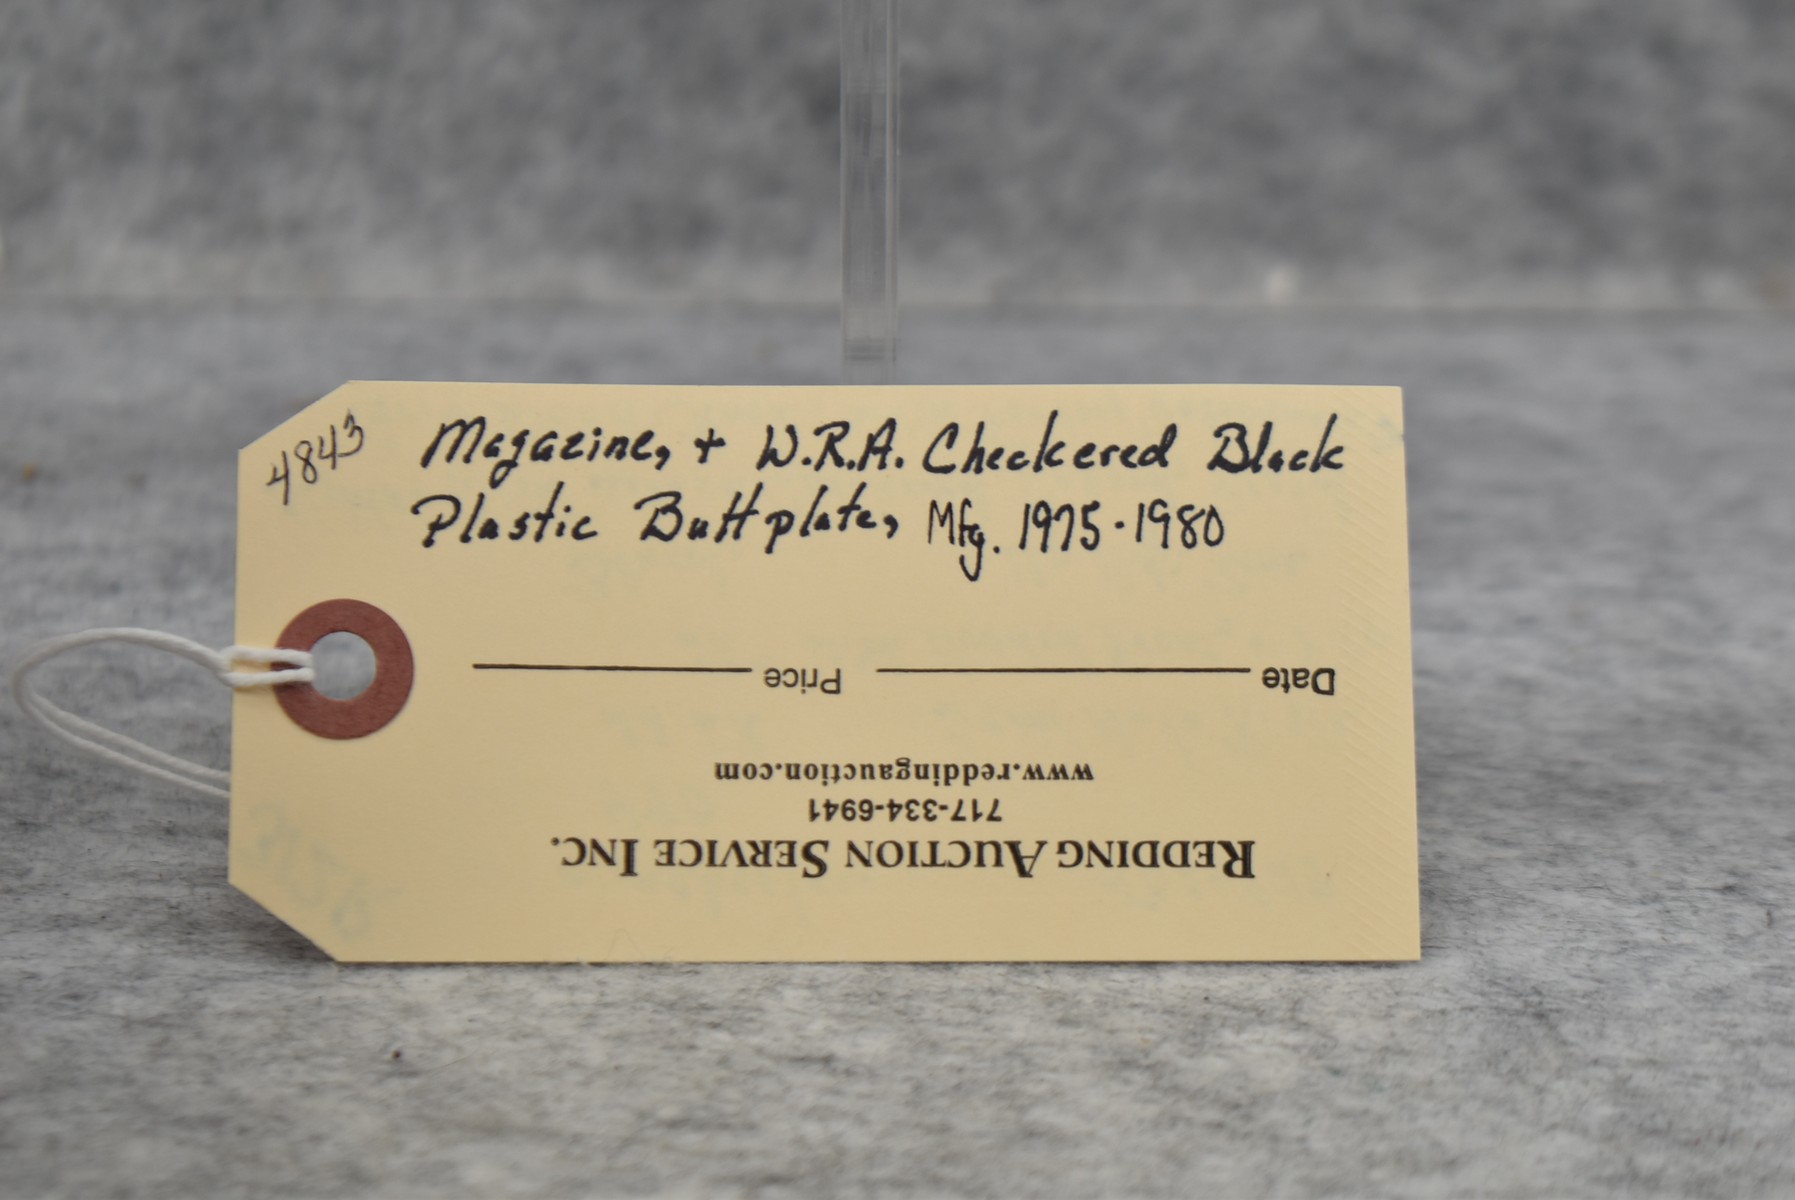 4843
Magazine, + W.R.A. Checkered Black
Plastic Buttplate, Mfg. 1975-1980
REDDING AUCTION SERVICE INC.
717-334-6941
www.reddingauction.com
Date Price